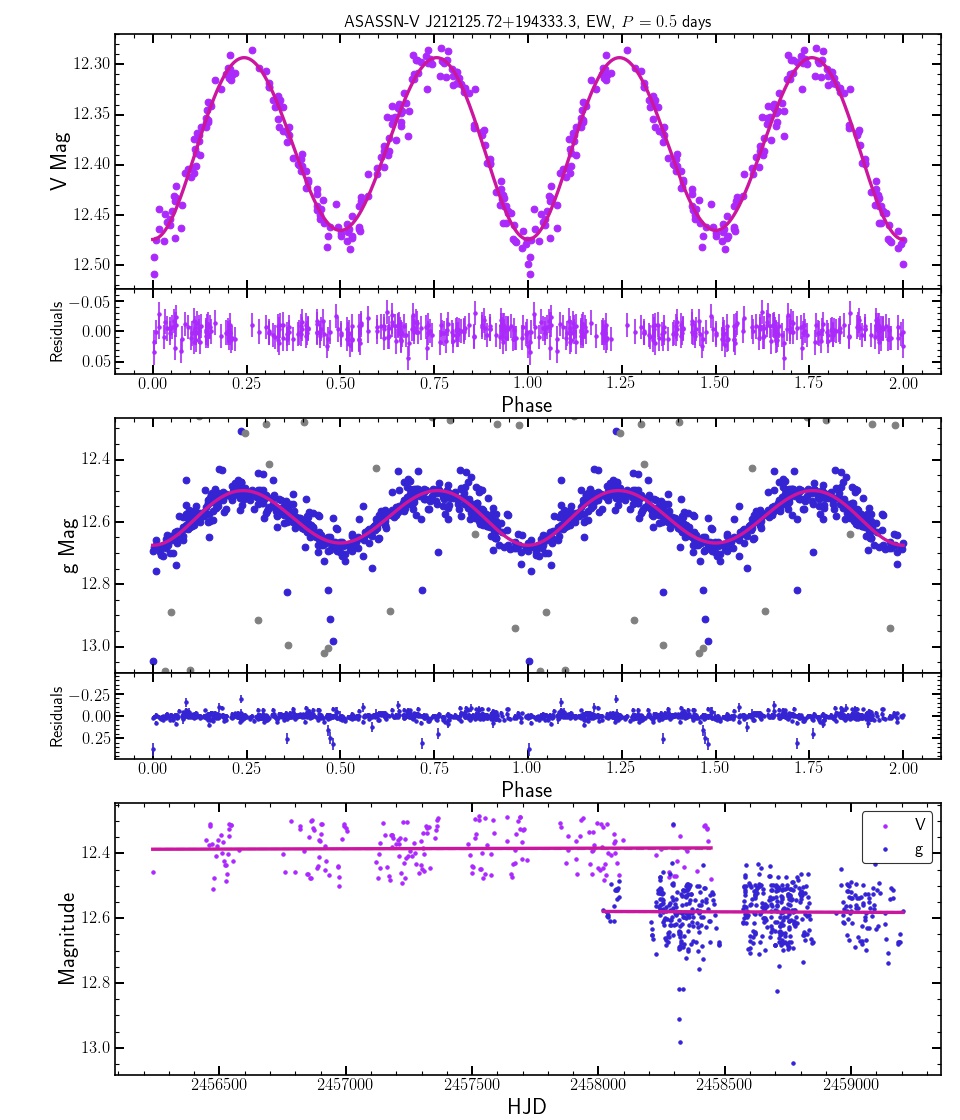 ASASSN-V J212125.72+194333.3, EW, P = 0.5 days
V Mag
12.30
12.35
12.40
12.45
12.50
Residuals
−0.05
0.00
0.05
0.00 0.25 0.50 0.75 1.00 1.25 1.50 1.75 2.00
Phase
g Mag
12.4
12.6
12.8
13.0
Residuals
−0.25
0.00
0.25
0.00 0.25 0.50 0.75 1.00 1.25 1.50 1.75 2.00
Phase
Magnitude
12.4
12.6
12.8
13.0
V
g
2456500 2457000 2457500 2458000 2458500 2459000
HJD